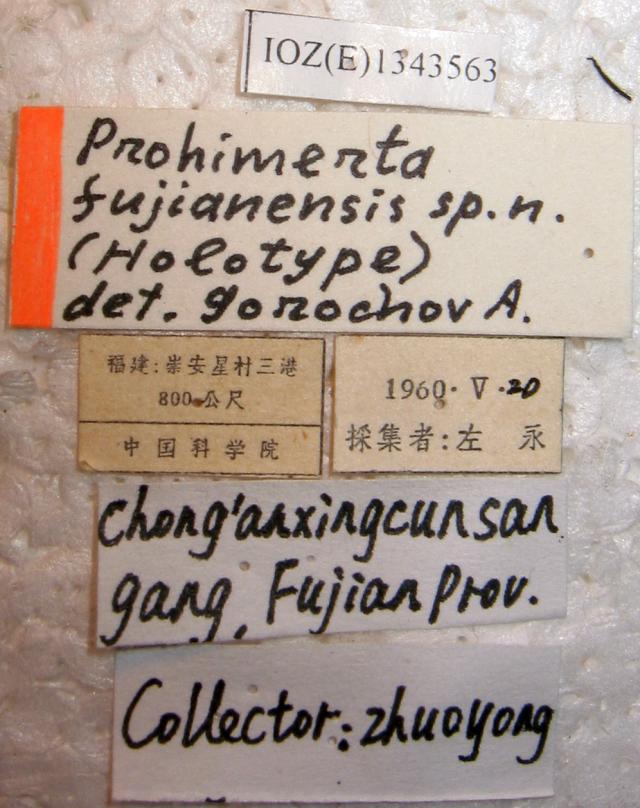 IOZ(E)1343563
Prohimerta
fujianensis sp.n.
(Holotype)
det. Gorochov A.
福建:崇安星村三港
800公尺
中国科学院
1960·V·20
採集者:左 永
Chong'anxingcunsan
gang, Fujian Prov.
Collector: zhuoyong